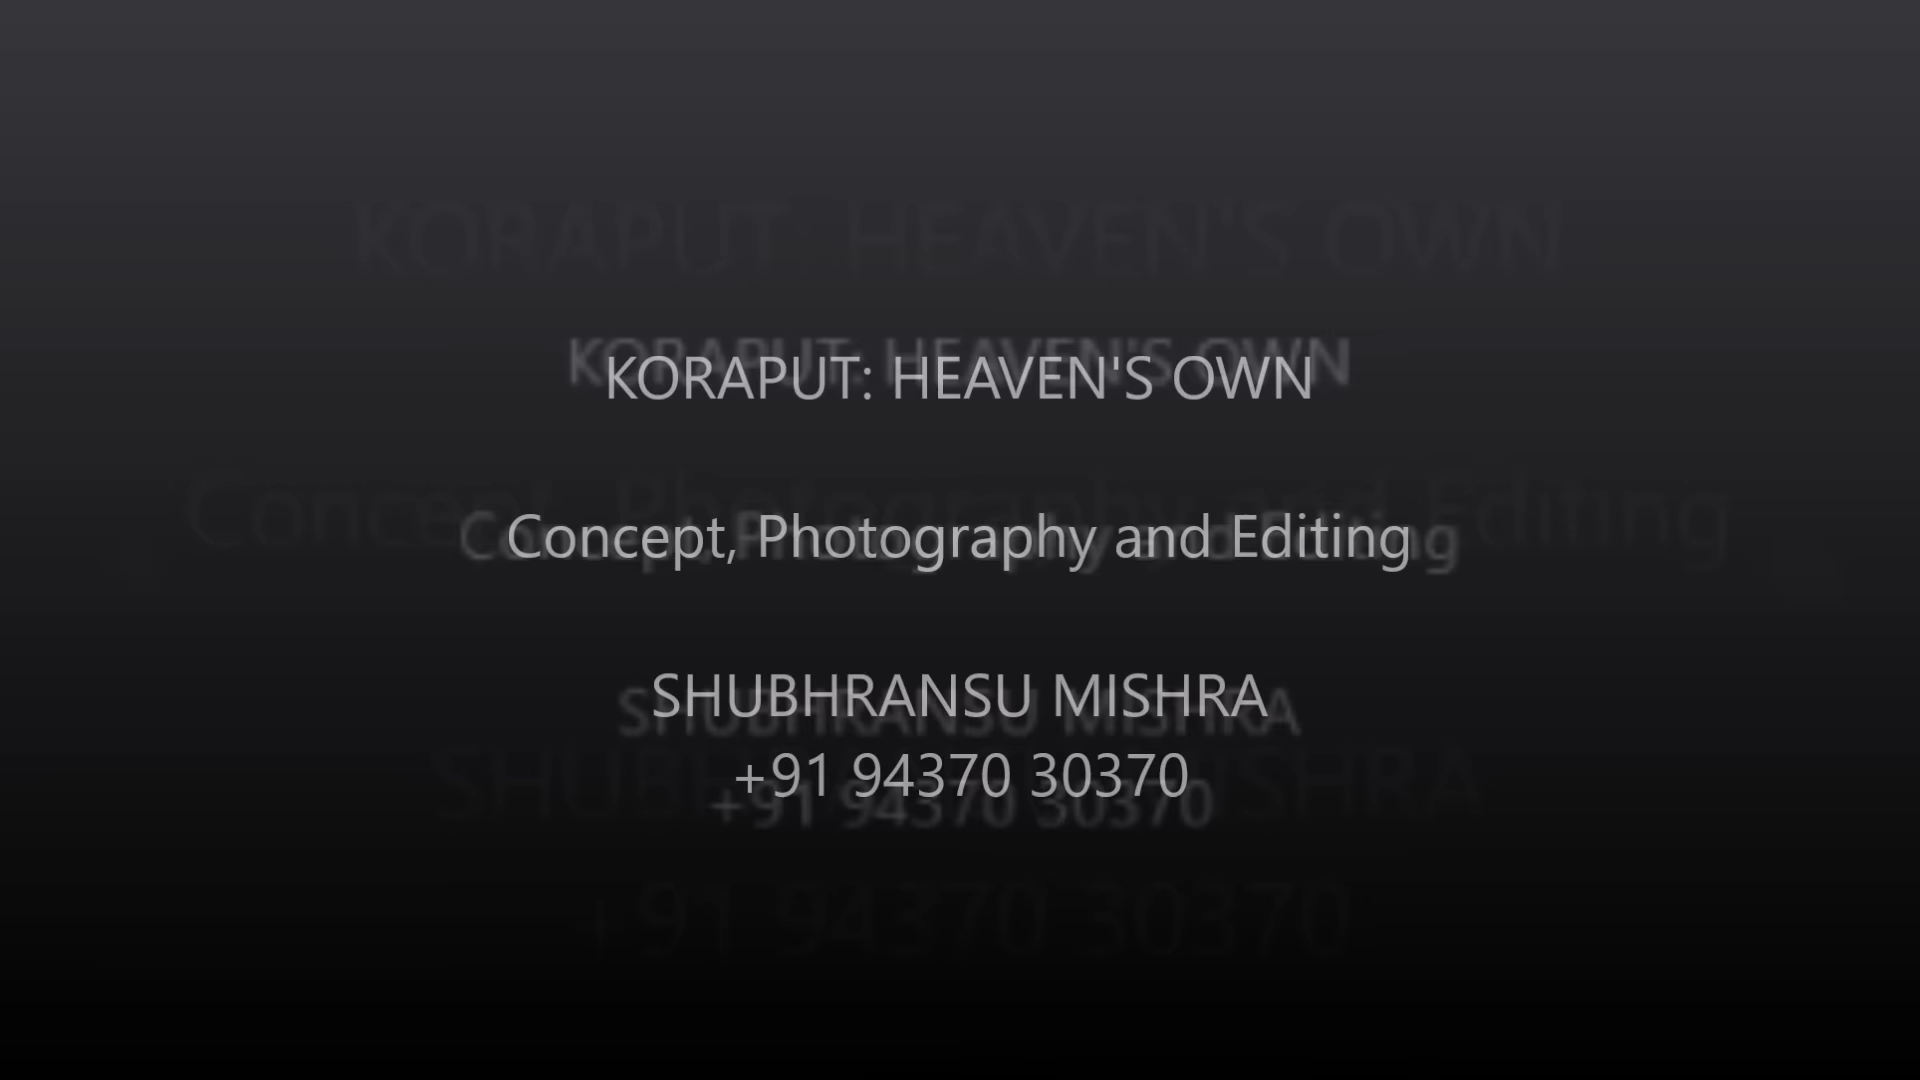 KORAPUT: HEAVEN'S OWN
Concept, Photography and Editing
SHUBHRANSU MISHRA
+91 94370 30370